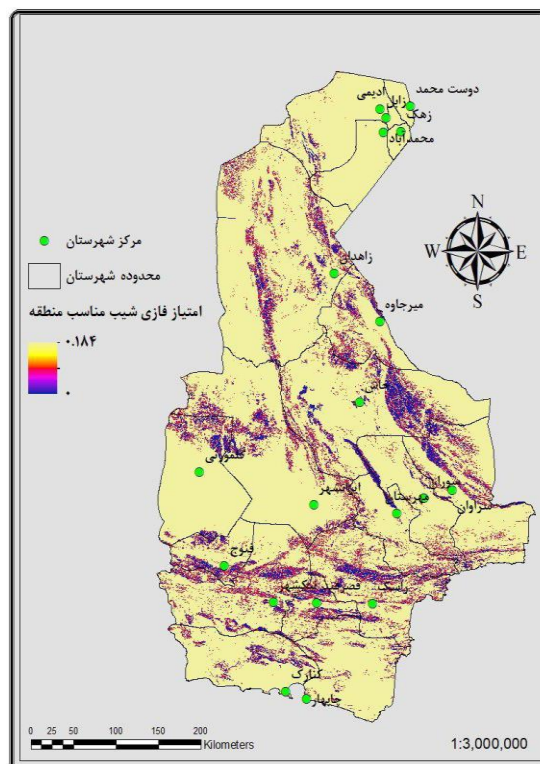 دوست محمد
ادیمی
زابل
زهک
محمدآباد
N
W
E
S
مرکز شهرستان
محدوده شهرستان
امتیاز فازی شیب مناسب منطقه
۰.۱۸۴
۰
زاهدان
میرجاوه
خاش
ایرانشهر
سوران
مهرستان
سراوان
فنوج
نیکشهر
قصرقند
راسک
کنارک
چابهار
0 25 50 100 150 200
Kilometers
1:3,000,000